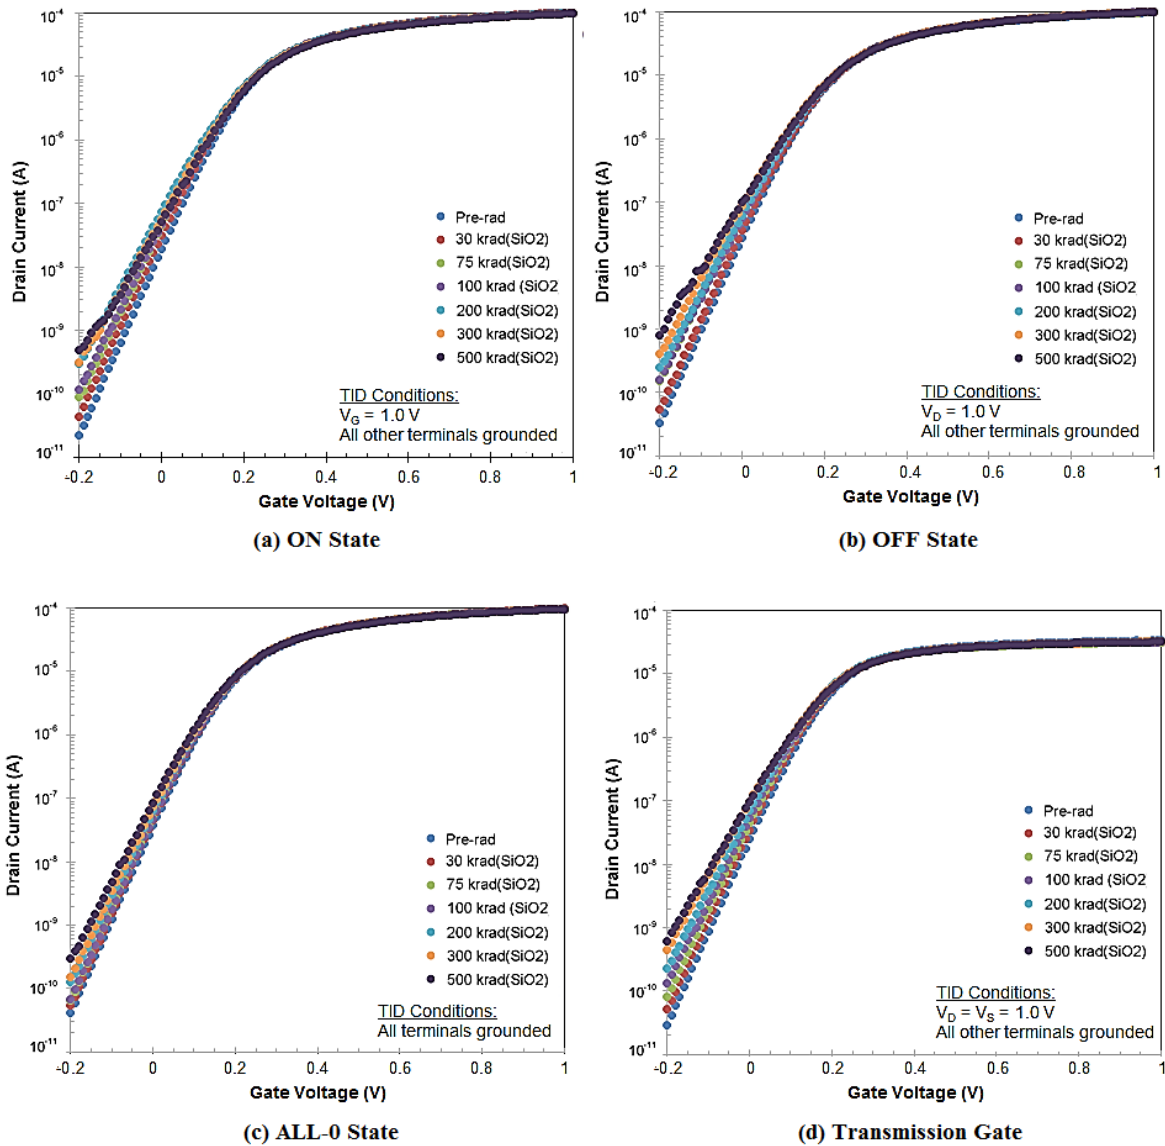 10-4
10-5
10-6
10-7
10-8
10-9
10-10
10-11
Drain Current (A)
Pre-rad
30 krad(SiO2)
75 krad(SiO2)
100 krad (SiO2
200 krad(SiO2)
300 krad(SiO2)
500 krad(SiO2)
TID Conditions:
VG = 1.0 V
All other terminals grounded
-0.2 0 0.2 0.4 0.6 0.8 1
Gate Voltage (V)
(a) ON State
10-4
10-5
10-6
10-7
10-8
10-9
10-10
10-11
Drain Current (A)
Pre-rad
30 krad(SiO2)
75 krad(SiO2)
100 krad (SiO2
200 krad(SiO2)
300 krad(SiO2)
500 krad(SiO2)
TID Conditions:
VD = 1.0 V
All other terminals grounded
-0.2 0 0.2 0.4 0.6 0.8 1
Gate Voltage (V)
(b) OFF State
10-4
10-5
10-6
10-7
10-8
10-9
10-10
10-11
Drain Current (A)
Pre-rad
30 krad(SiO2)
75 krad(SiO2)
100 krad (SiO2
200 krad(SiO2)
300 krad(SiO2)
500 krad(SiO2)
TID Conditions:
All terminals grounded
-0.2 0 0.2 0.4 0.6 0.8 1
Gate Voltage (V)
(c) ALL-0 State
10-4
10-5
10-6
10-7
10-8
10-9
10-10
10-11
Drain Current (A)
Pre-rad
30 krad(SiO2)
75 krad(SiO2)
100 krad (SiO2
200 krad(SiO2)
300 krad(SiO2)
500 krad(SiO2)
TID Conditions:
VD = VS = 1.0 V
All other terminals grounded
-0.2 0 0.2 0.4 0.6 0.8 1
Gate Voltage (V)
(d) Transmission Gate